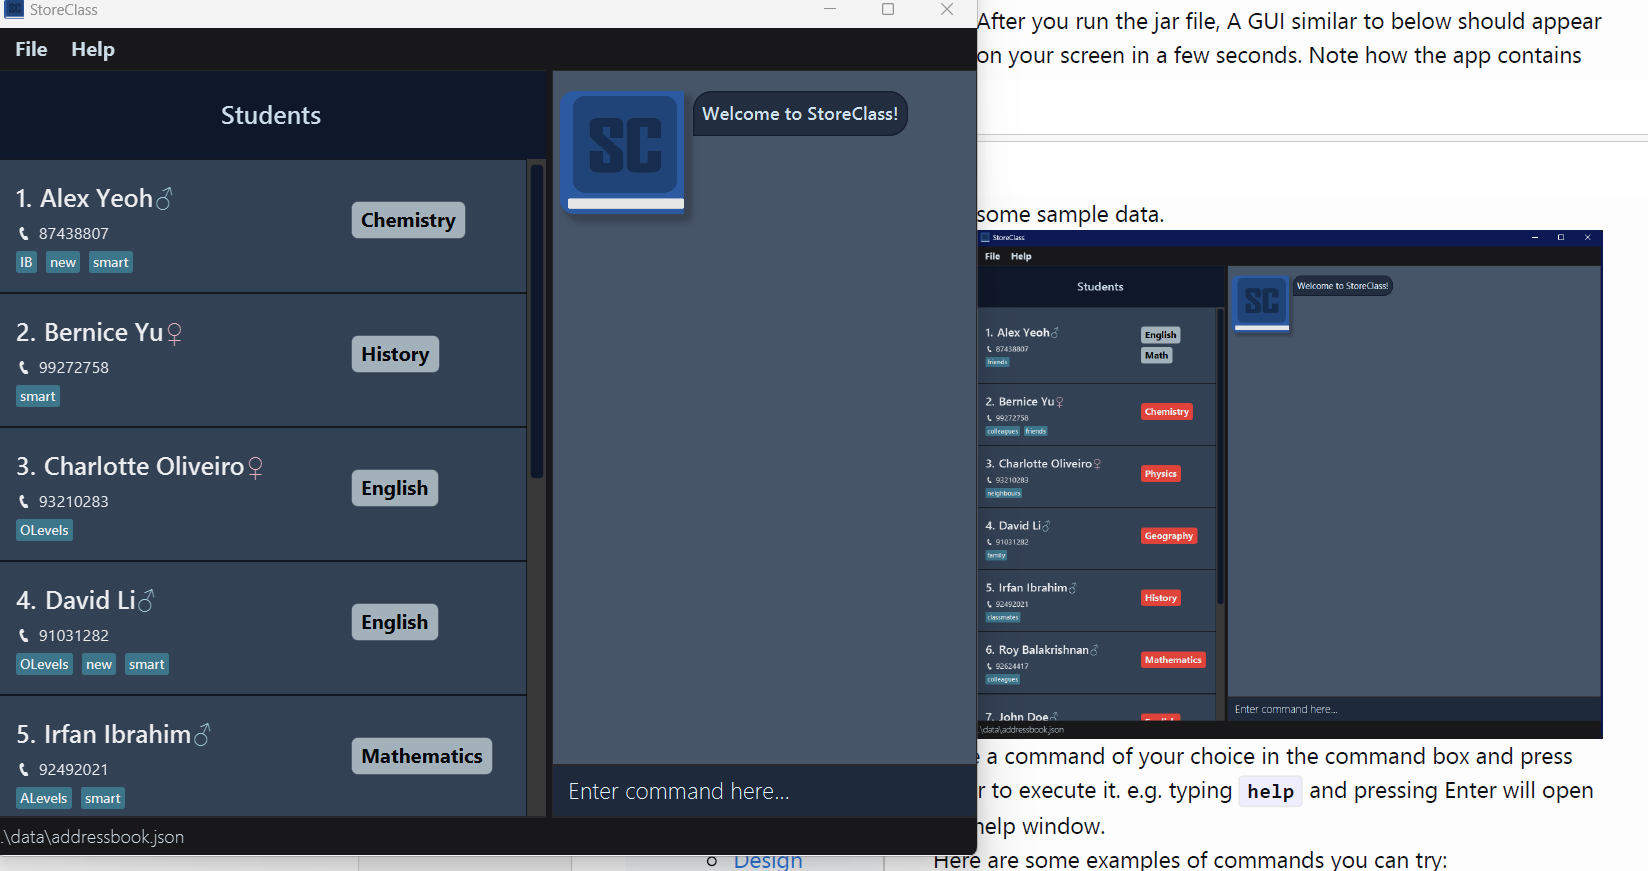 StoreClass
File Help
Students
1. Alex Yeoh♂
87438807
IB new smart
Chemistry
2. Bernice Yu♀
99272758
smart
History
3. Charlotte Oliveiro♀
93210283
OLevels
English
4. David Li♂
91031282
OLevels new smart
English
5. Irfan Ibrahim♂
92492021
ALevels smart
Mathematics
SC
Welcome to StoreClass!
Enter command here...
.\data\addressbook.json
After you run the jar file, A GUI similar to below should appear
on your screen in a few seconds. Note how the app contains
some sample data.
StoreClass
File Help
Students
1. Alex Yeoh♂
87438807
friends
English
Math
2. Bernice Yu♀
99272758
colleagues friends
Chemistry
3. Charlotte Oliveiro♀
93210283
neighbours
Physics
4. David Li♂
91031282
family
Geography
5. Irfan Ibrahim♂
92492021
classmates
History
6. Roy Balakrishnan♂
92624417
colleagues
Mathematics
7. John Doe♂
SC
Welcome to StoreClass!
Enter command here...
\data\addressbook.json
a command of your choice in the command box and press
r to execute it. e.g. typing help and pressing Enter will open
help window.
Design
Here are some examples of commands you can try: